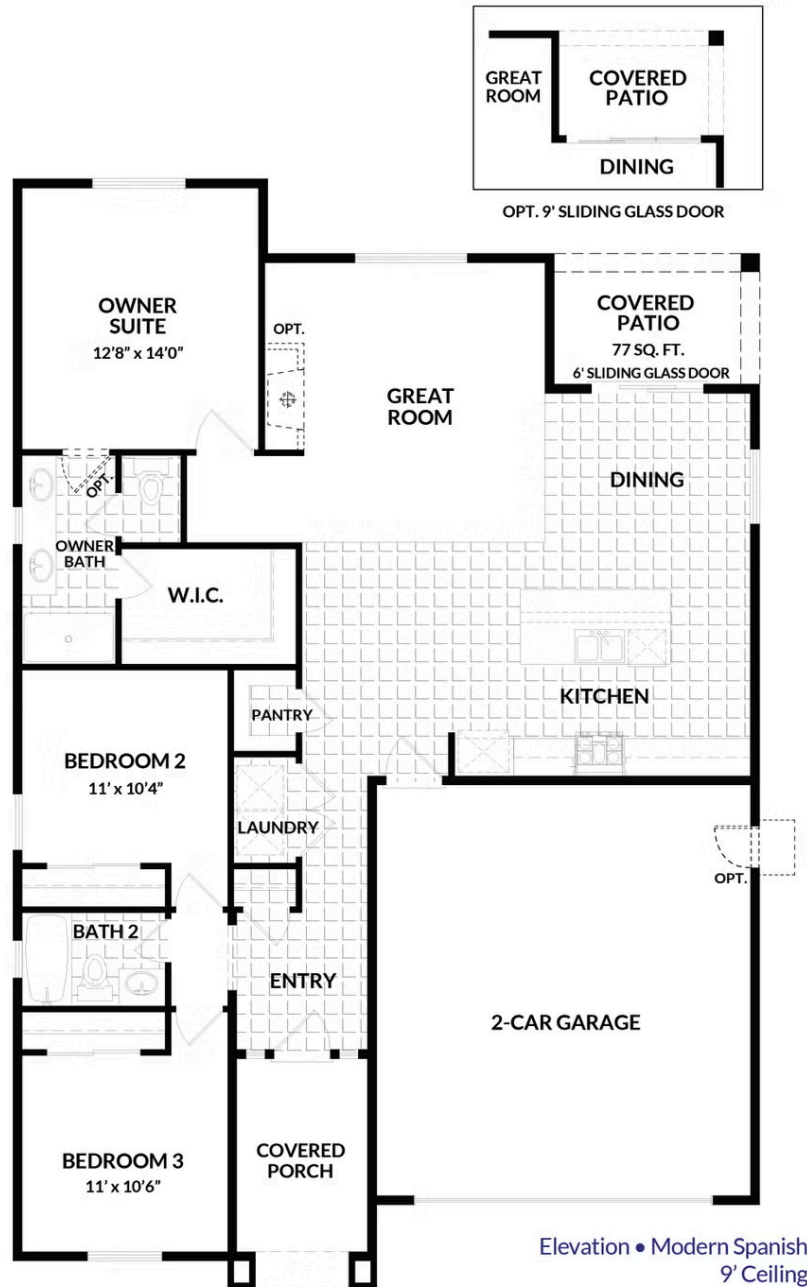 GREAT
ROOM
COVERED
PATIO
DINING
OPT. 9' SLIDING GLASS DOOR
OWNER
SUITE
12'8" x 14'0"
OPT.
GREAT
ROOM
COVERED
PATIO
77 SQ. FT.
6' SLIDING GLASS DOOR
DINING
OPT.
OWNER
BATH
W.I.C.
KITCHEN
PANTRY
BEDROOM 2
11' x 10'4"
LAUNDRY
OPT.
BATH 2
ENTRY
2-CAR GARAGE
BEDROOM 3
11' x 10'6"
COVERED
PORCH
Elevation • Modern Spanish
9' Ceiling